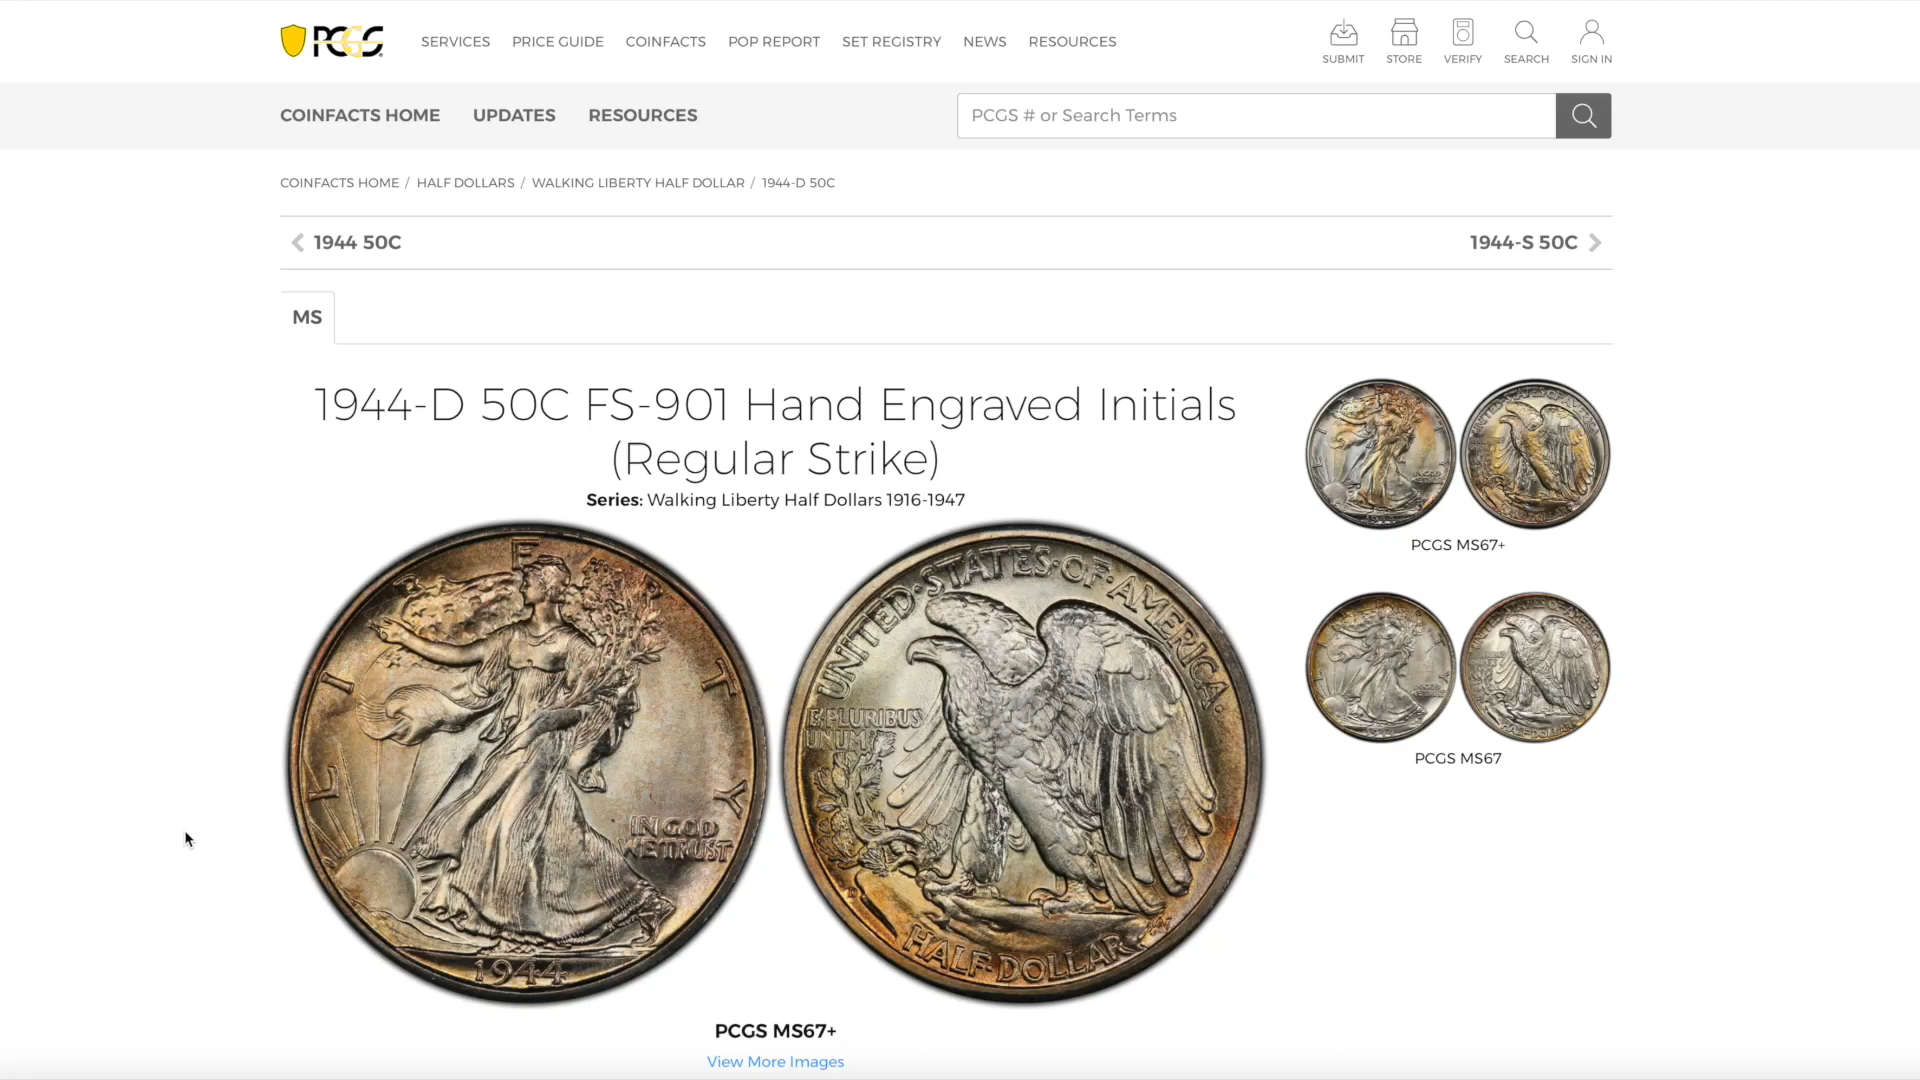 PCGS
SERVICES PRICE GUIDE COINFACTS POP REPORT SET REGISTRY NEWS RESOURCES
SUBMIT STORE VERIFY SEARCH SIGN IN
COINFACTS HOME UPDATES RESOURCES
PCGS # or Search Terms
COINFACTS HOME / HALF DOLLARS / WALKING LIBERTY HALF DOLLAR / 1944-D 50C
1944 50C
1944-S 50C
MS
1944-D 50C FS-901 Hand Engraved Initials
(Regular Strike)
Series: Walking Liberty Half Dollars 1916-1947
LIBERTY
IN GOD
WE TRUST
1944
UNITED·STATES·OF·AMERICA·
E PLURIBUS
UNUM
D
HALF·DOLLAR
PCGS MS67+
View More Images
PCGS MS67+
PCGS MS67